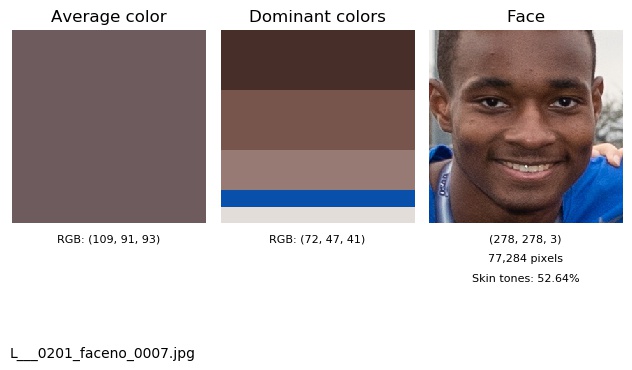 Average color
Dominant colors
Face
RGB: (109, 91, 93)
RGB: (72, 47, 41)
(278, 278, 3)
77,284 pixels
Skin tones: 52.64%
L___0201_faceno_0007.jpg